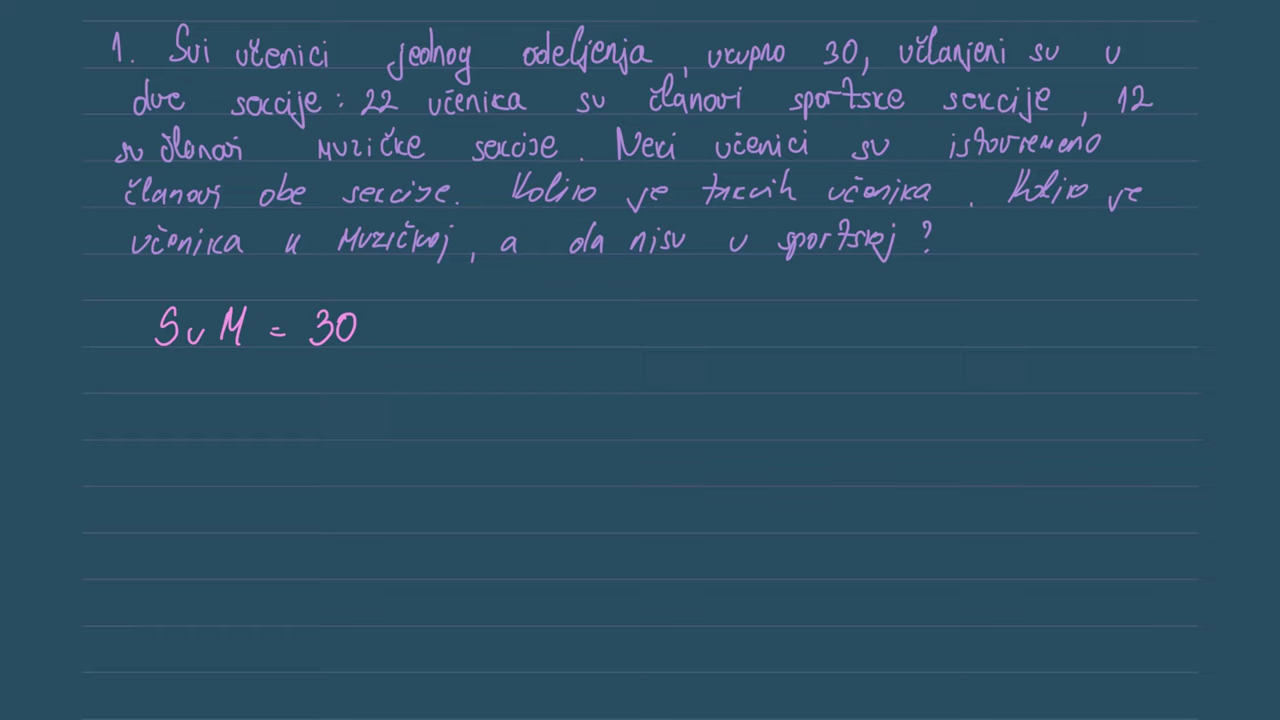 1. Svi učenici jednog odeljenja, ukupno 30, učlanjeni su u
dve sekcije: 22 učenika su članovi sportske sekcije, 12
su članovi muzičke sekcije. Neki učenici su istovremeno
članovi obe sekcije. Koliko je takvih učenika. Koliko je
učenika u muzičkoj, a da nisu u sportskoj?
S ∪ M = 30